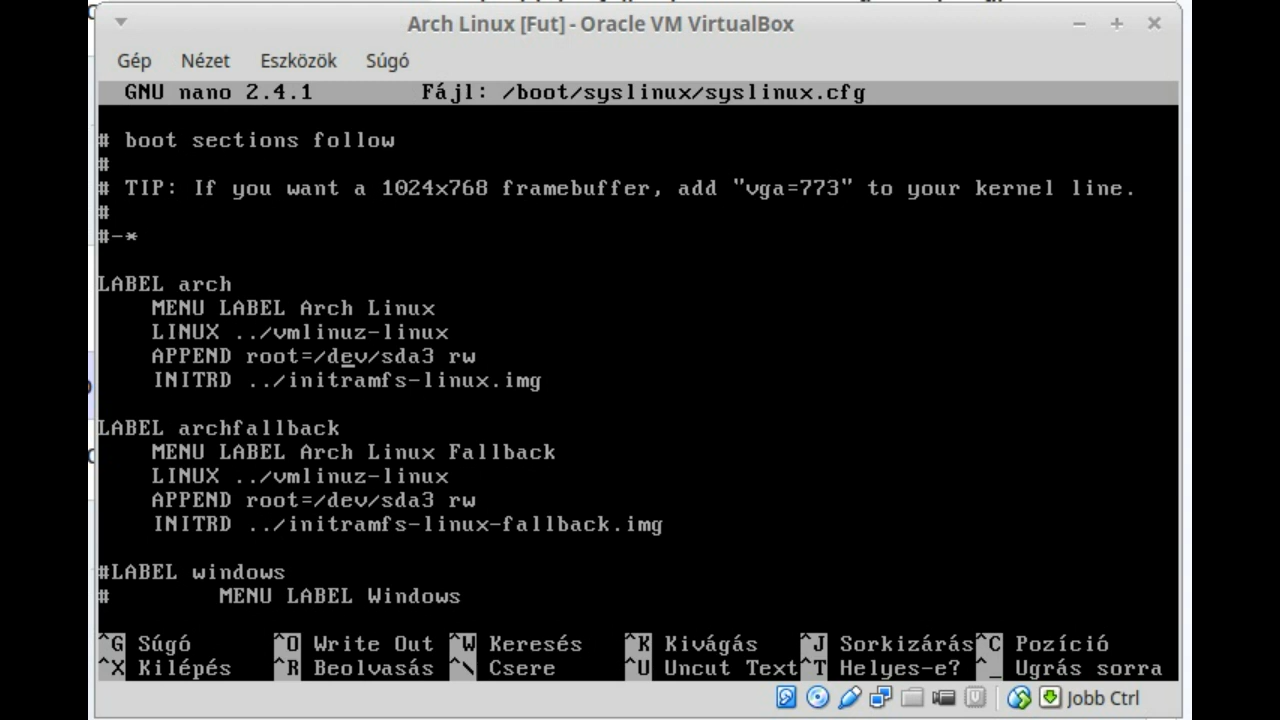 Arch Linux [Fut] - Oracle VM VirtualBox
Gép Nézet Eszközök Súgó
GNU nano 2.4.1 Fájl: /boot/syslinux/syslinux.cfg
# boot sections follow
#
# TIP: If you want a 1024x768 framebuffer, add "vga=773" to your kernel line.
#
#-*
LABEL arch
MENU LABEL Arch Linux
LINUX ../vmlinuz-linux
APPEND root=/dev/sda3 rw
INITRD ../initramfs-linux.img
LABEL archfallback
MENU LABEL Arch Linux Fallback
LINUX ../vmlinuz-linux
APPEND root=/dev/sda3 rw
INITRD ../initramfs-linux-fallback.img
#LABEL windows
# MENU LABEL Windows
^G Súgó ^O Write Out ^W Keresés ^K Kivágás ^J Sorkizárás ^C Pozíció
^X Kilépés ^R Beolvasás ^\ Csere ^U Uncut Text ^T Helyes-e? ^_ Ugrás sorra
Jobb Ctrl